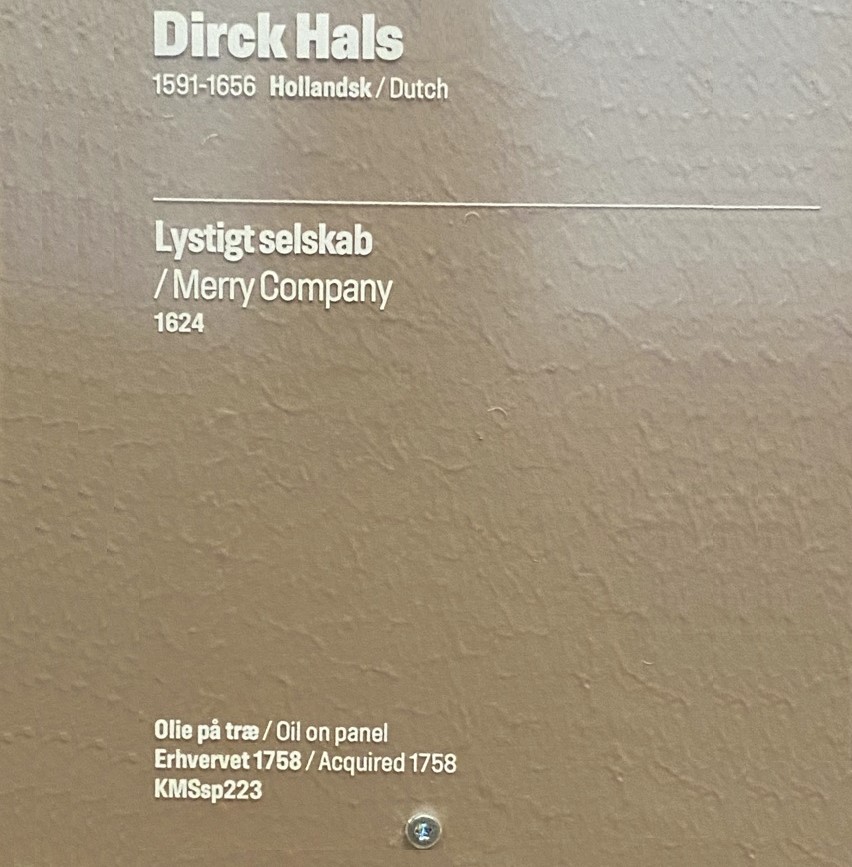 Dirck Hals
1591-1656 Hollandsk / Dutch
Lystigt selskab
/ Merry Company
1624
Olie på træ / Oil on panel
Erhvervet 1758 / Acquired 1758
KMSsp223